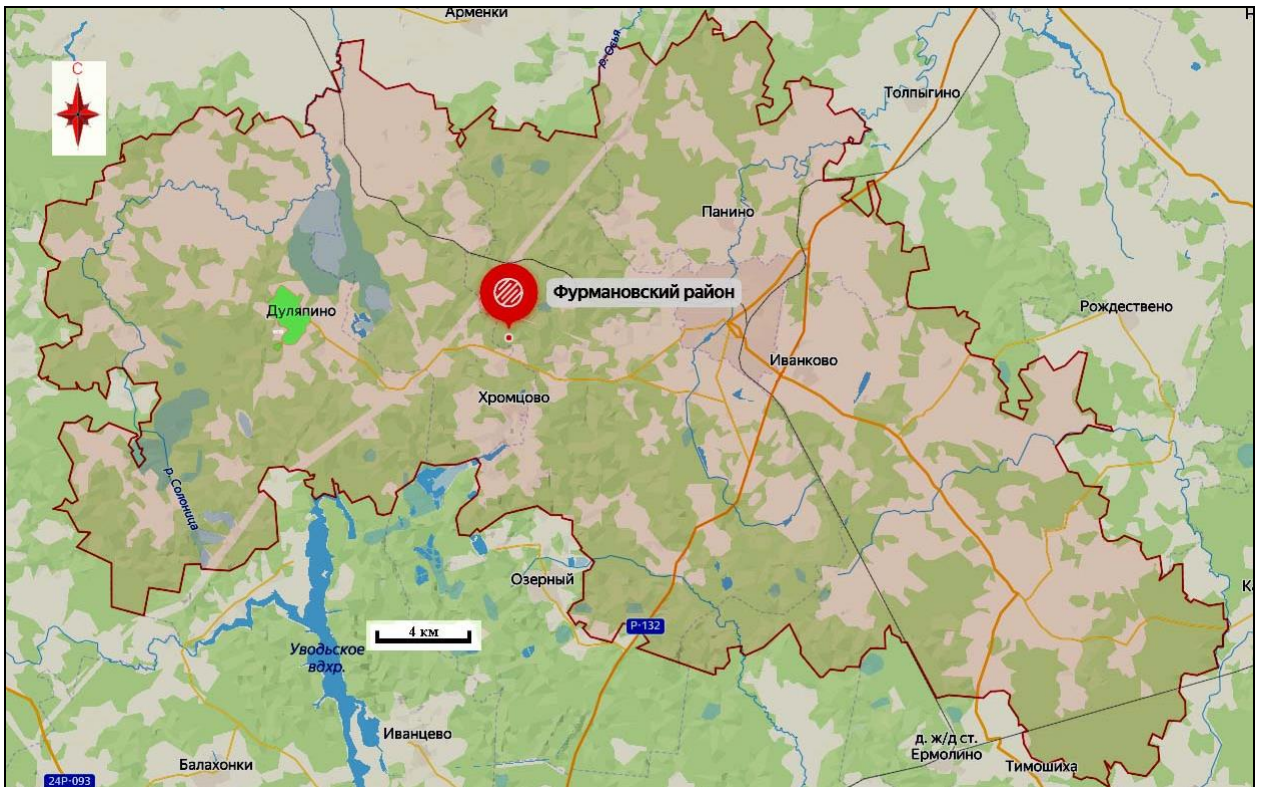 Арменки
р. Осья
С
Толпыгино
Панино
Фурмановский район
Дуляпино
Рождествено
Иванково
Хромцово
р. Солоница
Озерный
Р-132
4 км
Уводьское
вдхр.
Иванцево
Балахонки
д. ж/д ст.
Ермолино
Тимошиха
24Р-093